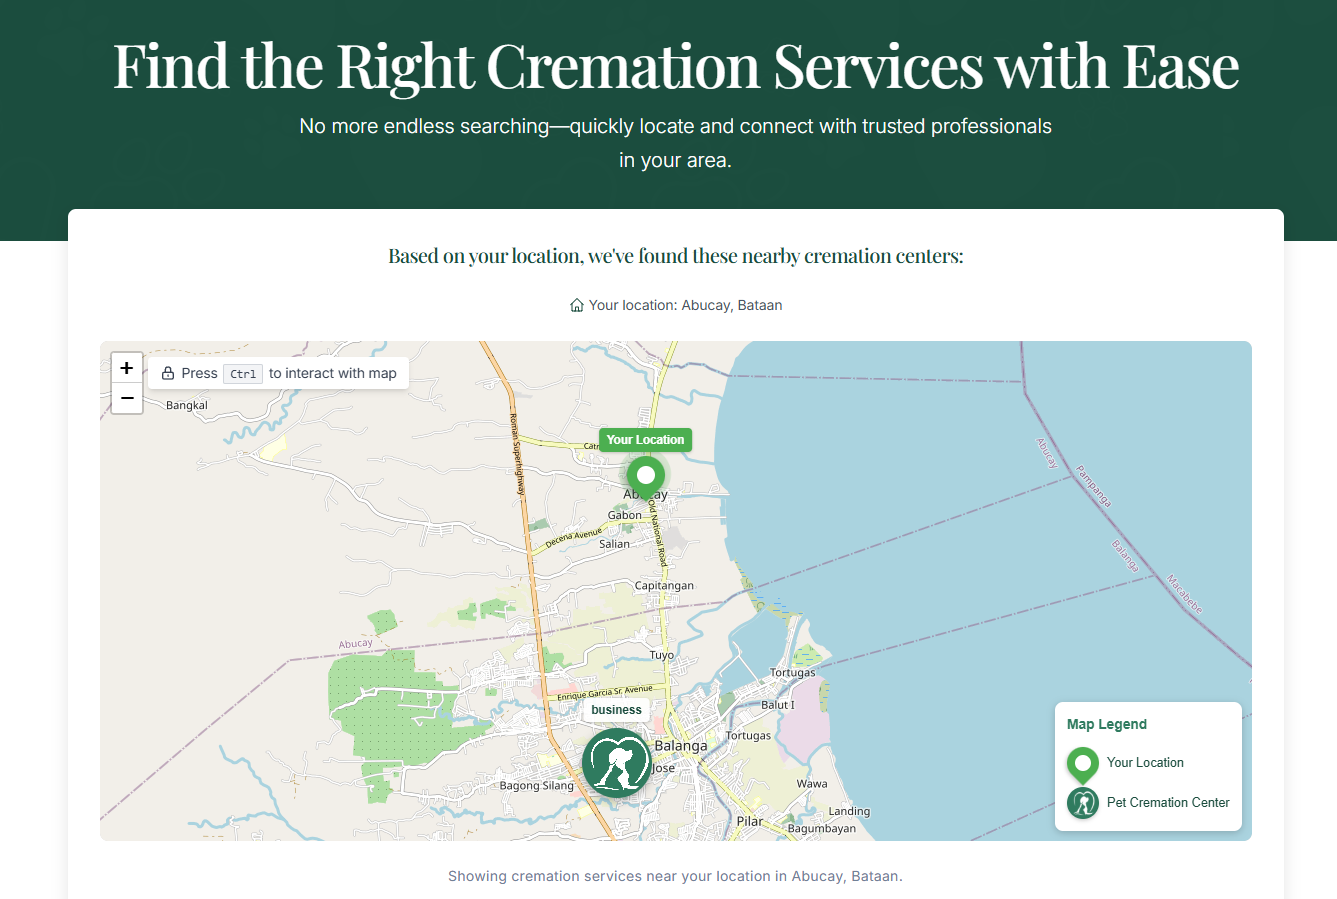 Find the Right Cremation Services with Ease
No more endless searching—quickly locate and connect with trusted professionals
in your area.
Based on your location, we've found these nearby cremation centers:
Your location: Abucay, Bataan
+
−
Press Ctrl to interact with map
Bangkal
Roman Superhighway
Your Location
Abucay
Gabon
Old National Road
Decena Avenue
Salian
Capitangan
Abucay
Pampanga
Balanga
Macabebe
Abucay
Tuyo
Tortugas
Enrique Garcia Sr. Avenue
Balut I
business
Tortugas
Balanga
Jose
Bagong Silang
Wawa
Landing
Pilar
Bagumbayan
Map Legend
Your Location
Pet Cremation Center
Showing cremation services near your location in Abucay, Bataan.